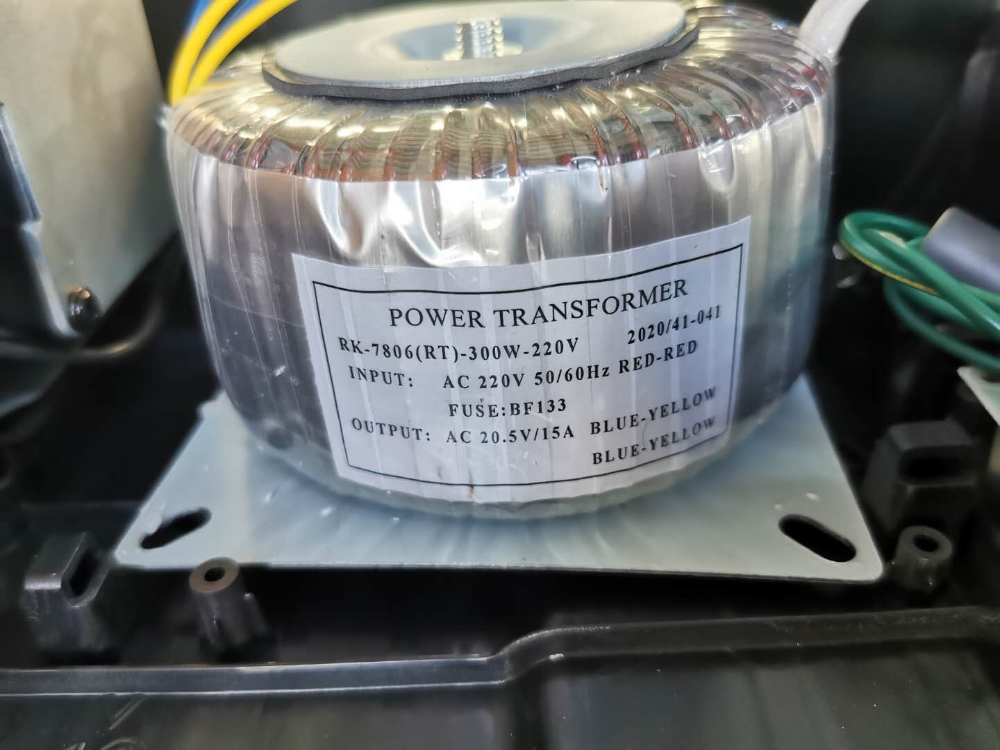 POWER TRANSFORMER
RK-7806(RT)-300W-220V 2020/41-041
INPUT: AC 220V 50/60Hz RED-RED
FUSE:BF133
OUTPUT: AC 20.5V/15A BLUE-YELLOW
BLUE-YELLOW